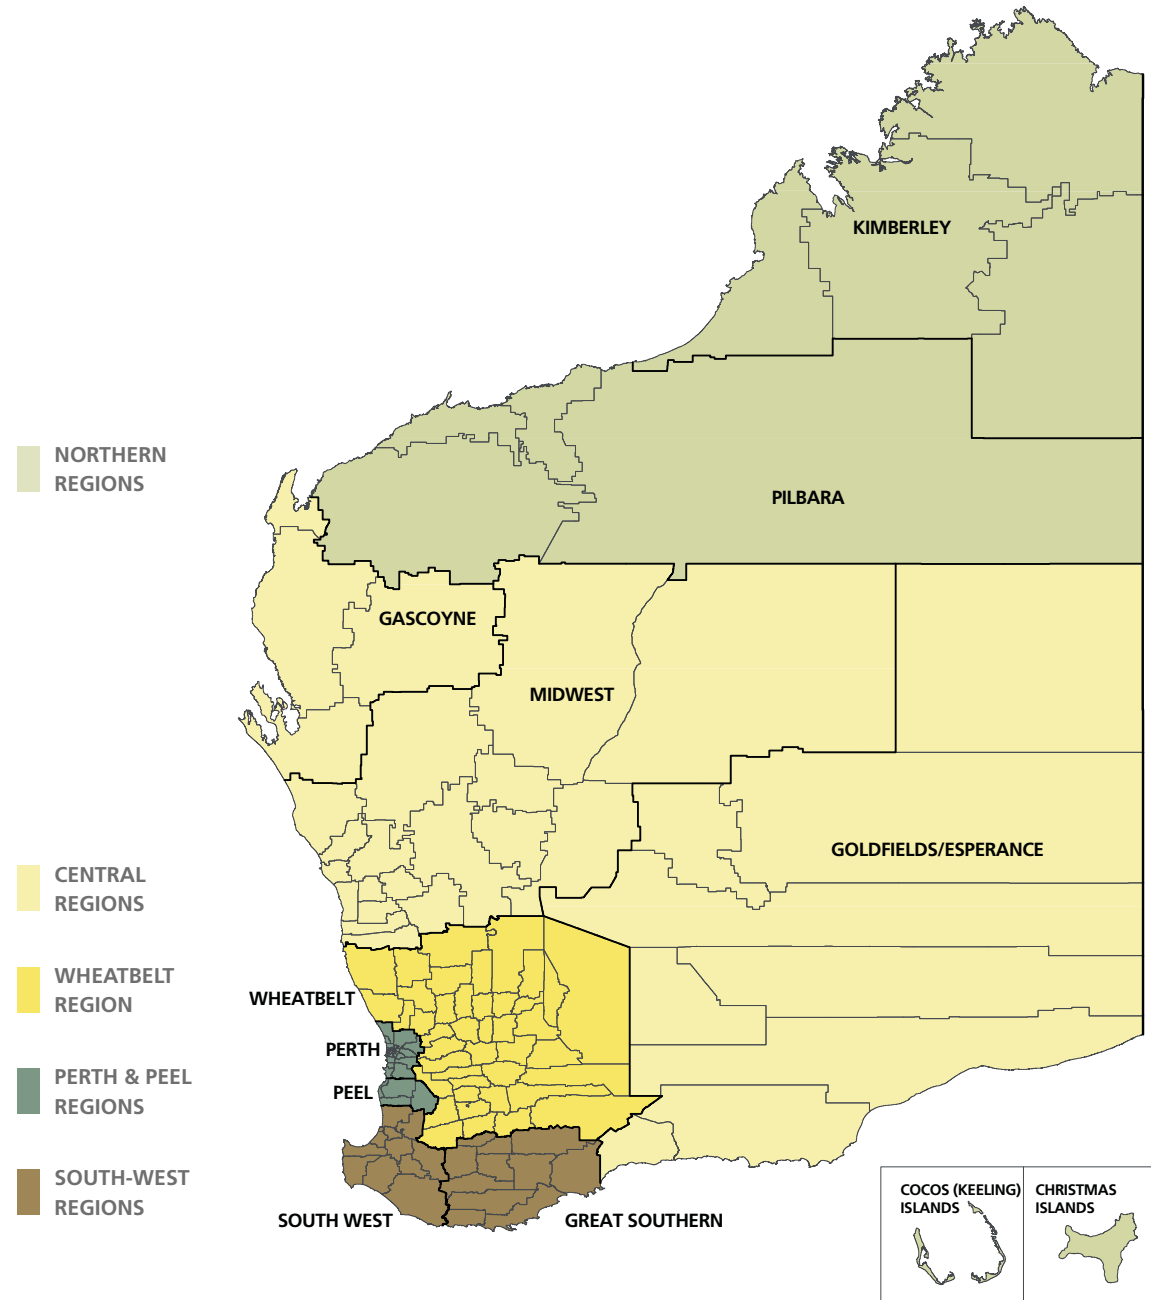 KIMBERLEY
NORTHERN
REGIONS
PILBARA
GASCOYNE
MIDWEST
GOLDFIELDS/ESPERANCE
CENTRAL
REGIONS
WHEATBELT
REGION
WHEATBELT
PERTH
PERTH & PEEL
REGIONS
PEEL
SOUTH-WEST
REGIONS
SOUTH WEST
GREAT SOUTHERN
COCOS (KEELING)
ISLANDS
CHRISTMAS
ISLANDS